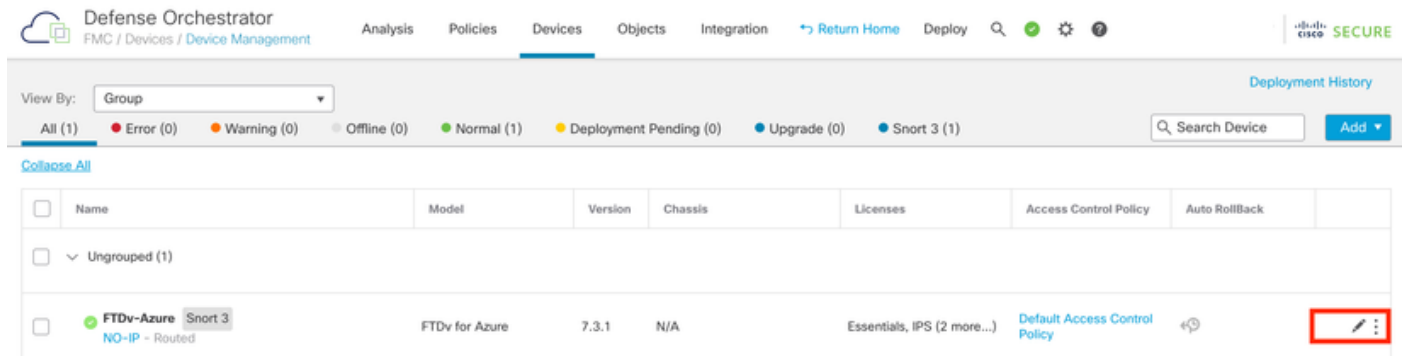 Defense Orchestrator
FMC / Devices / Device Management
Analysis Policies Devices Objects Integration Return Home Deploy
cisco SECURE
Deployment History
View By: Group
All (1) Error (0) Warning (0) Offline (0) Normal (1) Deployment Pending (0) Upgrade (0) Snort 3 (1) Search Device Add
Collapse All
Name Model Version Chassis Licenses Access Control Policy Auto RollBack
Ungrouped (1)
FTDv-Azure Snort 3
NO-IP - Routed
FTDv for Azure 7.3.1 N/A Essentials, IPS (2 more...) Default Access Control
Policy